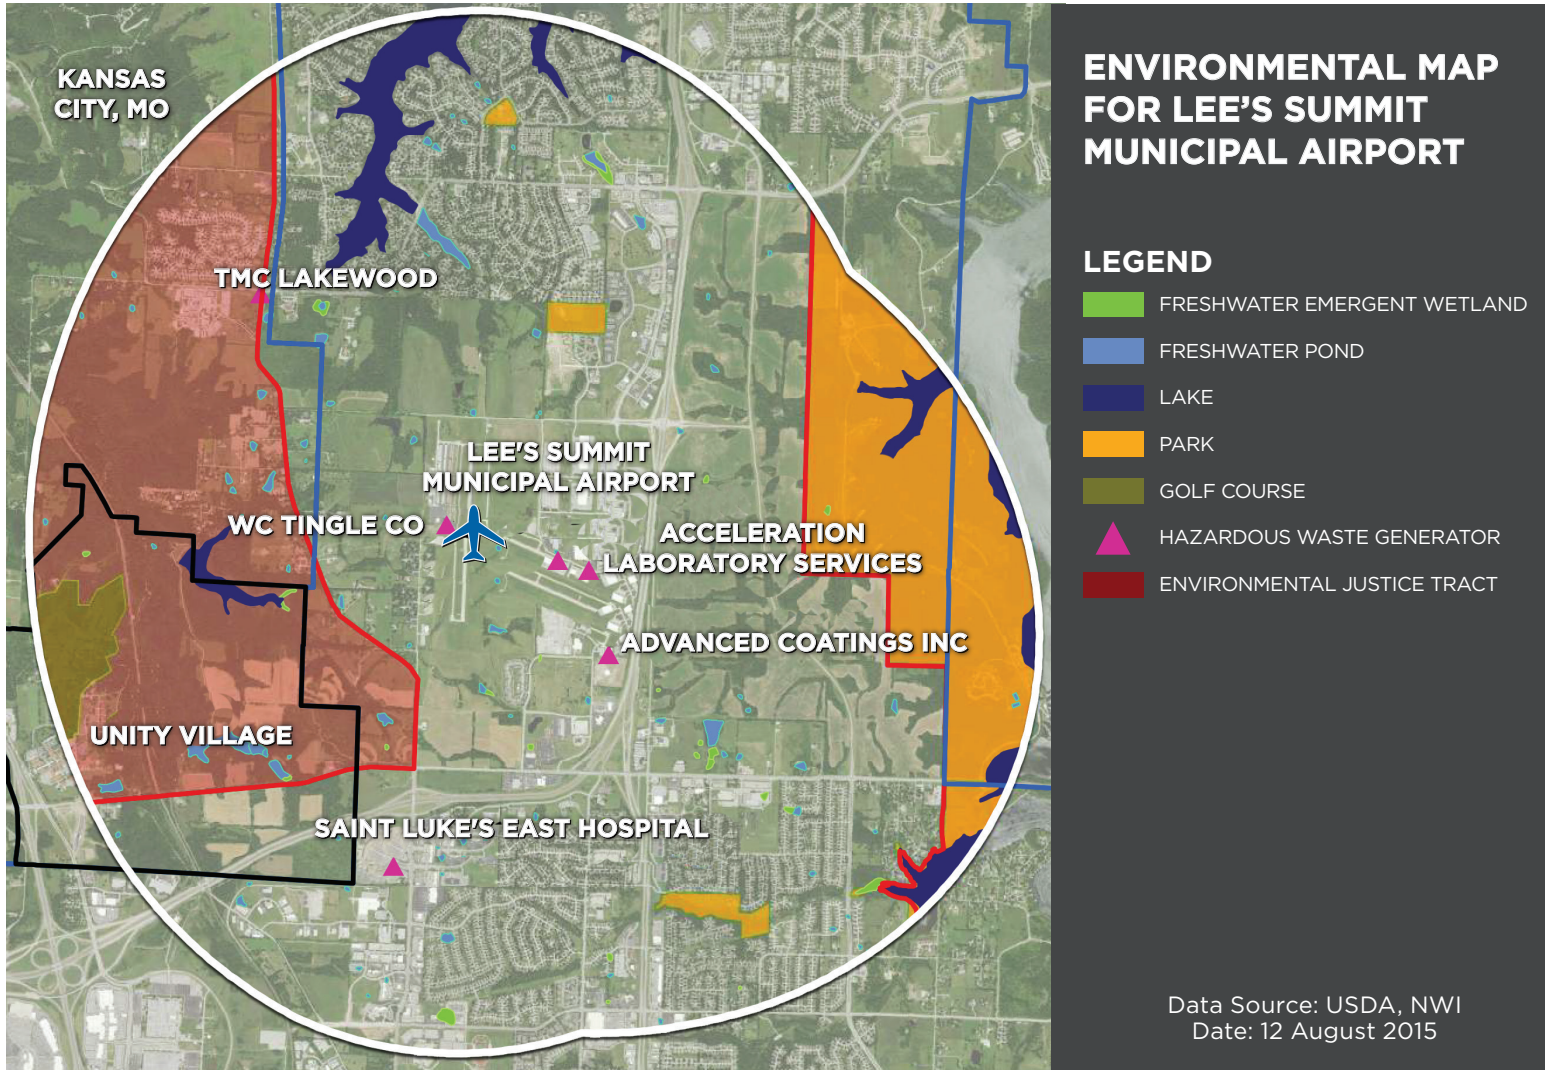 KANSAS
CITY, MO
TMC LAKEWOOD
LEE'S SUMMIT
MUNICIPAL AIRPORT
WC TINGLE CO
ACCELERATION
LABORATORY SERVICES
ADVANCED COATINGS INC
UNITY VILLAGE
SAINT LUKE'S EAST HOSPITAL
ENVIRONMENTAL MAP
FOR LEE'S SUMMIT
MUNICIPAL AIRPORT
LEGEND
FRESHWATER EMERGENT WETLAND
FRESHWATER POND
LAKE
PARK
GOLF COURSE
HAZARDOUS WASTE GENERATOR
ENVIRONMENTAL JUSTICE TRACT
Data Source: USDA, NWI
Date: 12 August 2015